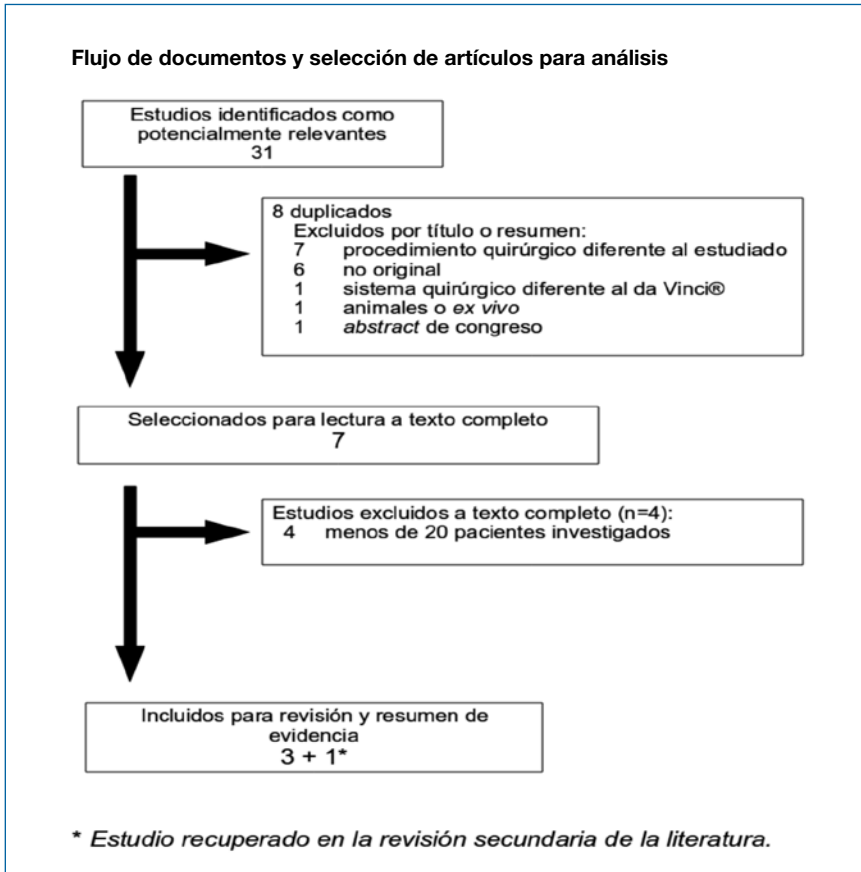 Flujo de documentos y selección de artículos para análisis
Estudios identificados como
potencialmente relevantes
31
8 duplicados
Excluidos por título o resumen:
7 procedimiento quirúrgico diferente al estudiado
6 no original
1 sistema quirúrgico diferente al da Vinci®
1 animales o ex vivo
1 abstract de congreso
Seleccionados para lectura a texto completo
7
Estudios excluidos a texto completo (n=4):
4 menos de 20 pacientes investigados
Incluidos para revisión y resumen de
evidencia
3 + 1*
* Estudio recuperado en la revisión secundaria de la literatura.